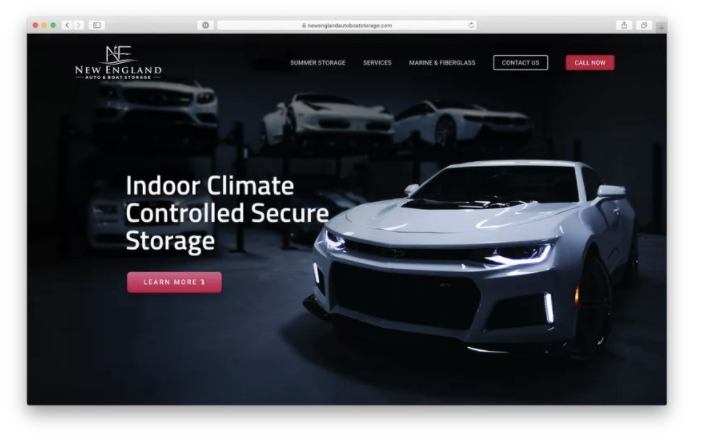 newenglandautoboatstorage.com
NE
NEW ENGLAND
AUTO & BOAT STORAGE
SUMMER STORAGE
SERVICES
MARINE & FIBERGLASS
CONTACT US
CALL NOW
Indoor Climate
Controlled Secure
Storage
LEARN MORE